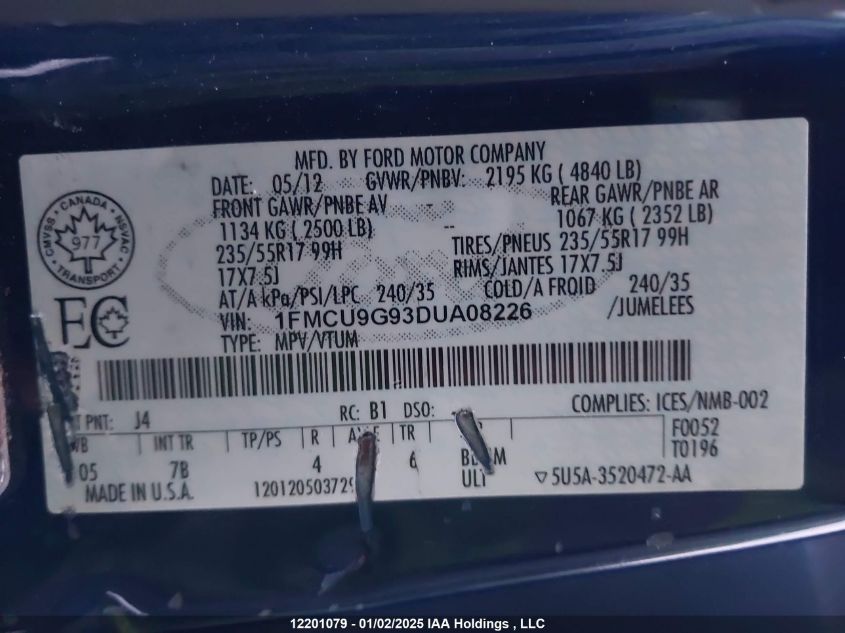 MFD. BY FORD MOTOR COMPANY
DATE: 05/12 GVWR/PNBV: 2195 KG ( 4840 LB)
FRONT GAWR/PNBE AV - REAR GAWR/PNBE AR
1134 KG ( 2500 LB) -- 1067 KG ( 2352 LB)
235/55R17 99H TIRES/PNEUS 235/55R17 99H
17X7.5J RIMS/JANTES 17X7.5J
AT/A kPa/PSI/LPC 240/35 COLD/A FROID 240/35
VIN: 1FMCU9G93DUA08226 /JUMELEES
TYPE: MPV/VTUM
CMVSS • CANADA • NSVAC
977
TRANSPORT
EC
PNT: J4 RC: B1 DSO: COMPLIES: ICES/NMB-002
WB INT TR TP/PS R TR F0052
05 7B 4 6 T0196
MADE IN U.S.A. 12012050372 5U5A-3520472-AA
12201079 - 01/02/2025 IAA Holdings , LLC